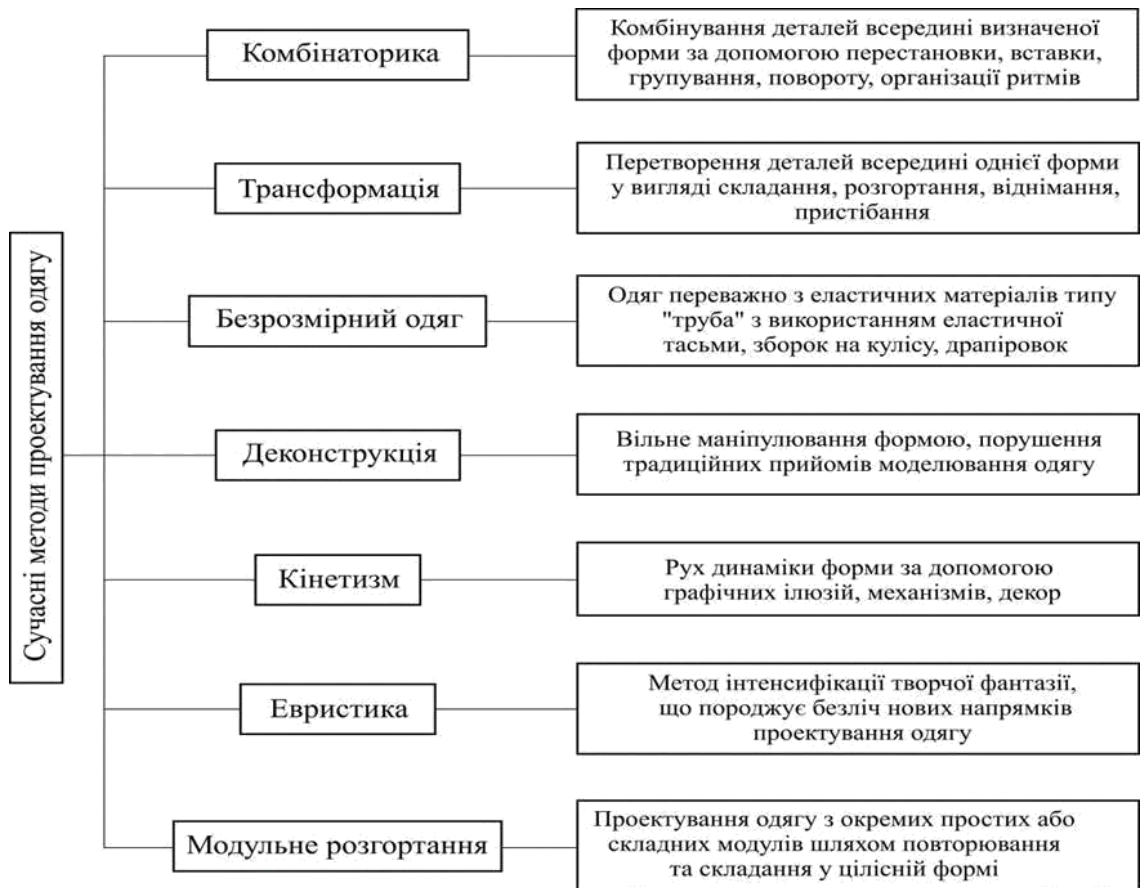 Сучасні методи проектування одягу
Комбінаторика
Комбінування деталей всередині визначеної
форми за допомогою перестановки, вставки,
групування, повороту, організації ритмів
Трансформація
Перетворення деталей всередині однієї форми
у вигляді складання, розгортання, віднімання,
пристібання
Безрозмірний одяг
Одяг переважно з еластичних матеріалів типу
"труба" з використанням еластичної
тасьми, зборок на кулісу, драпіровок
Деконструкція
Вільне маніпулювання формою, порушення
традиційних прийомів моделювання одягу
Кінетизм
Рух динаміки форми за допомогою
графічних ілюзій, механізмів, декор
Евристика
Метод інтенсифікації творчої фантазії,
що породжує безліч нових напрямків
проектування одягу
Модульне розгортання
Проектування одягу з окремих простих або
складних модулів шляхом повторювання
та складання у цілісній формі